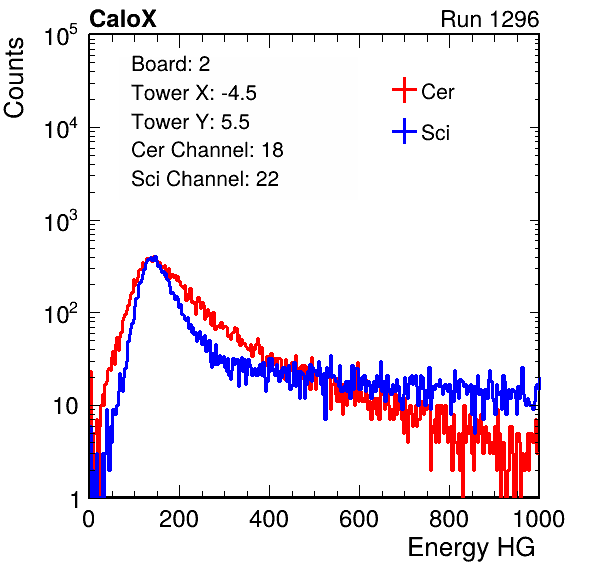 CaloX Run 1296
Counts
10^5
10^4
10^3
10^2
10
1
Board: 2
Tower X: -4.5
Tower Y: 5.5
Cer Channel: 18
Sci Channel: 22
Cer
Sci
0 200 400 600 800 1000
Energy HG